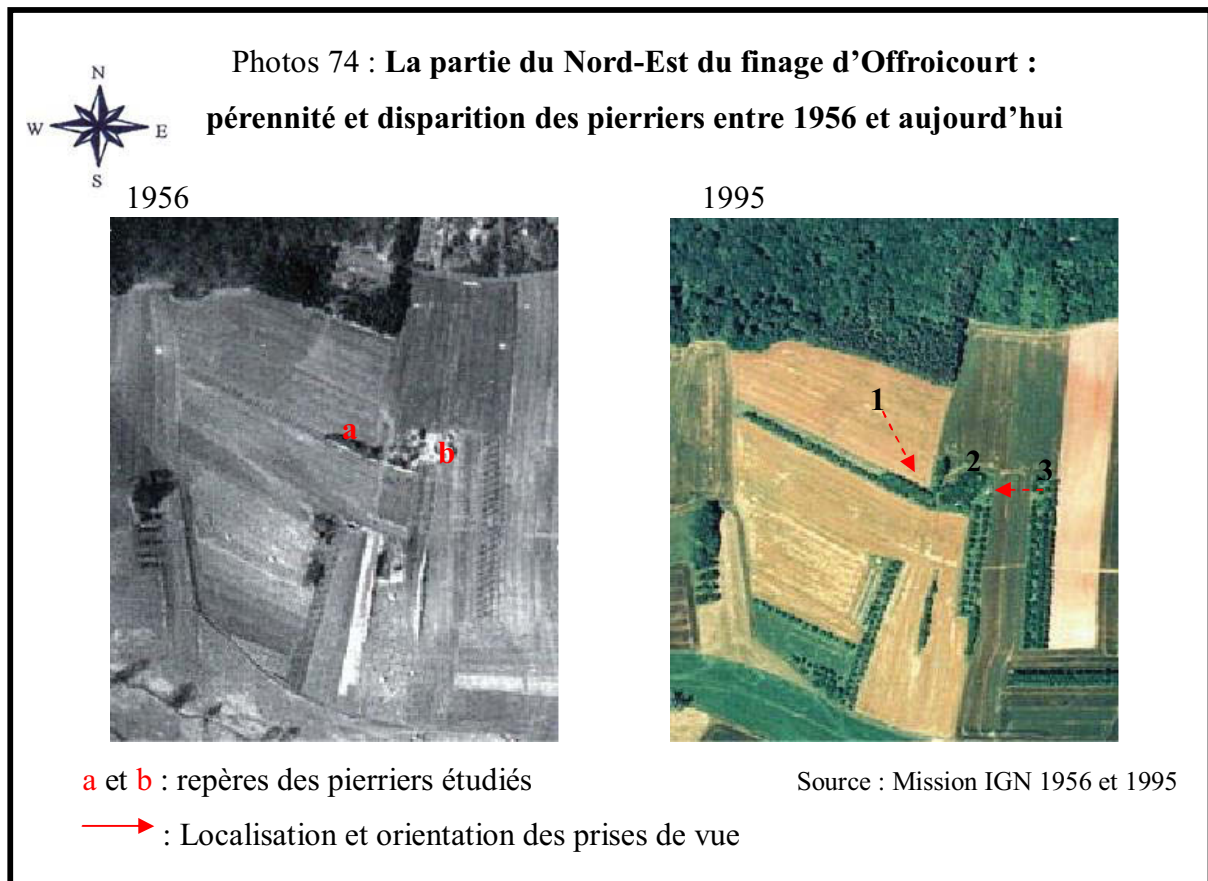 Photos 74 : La partie du Nord-Est du finage d'Offroicourt :
pérennité et disparition des pierriers entre 1956 et aujourd'hui
N
W
E
S
1956
1995
a
b
1
2
3
a et b : repères des pierriers étudiés
Source : Mission IGN 1956 et 1995
: Localisation et orientation des prises de vue